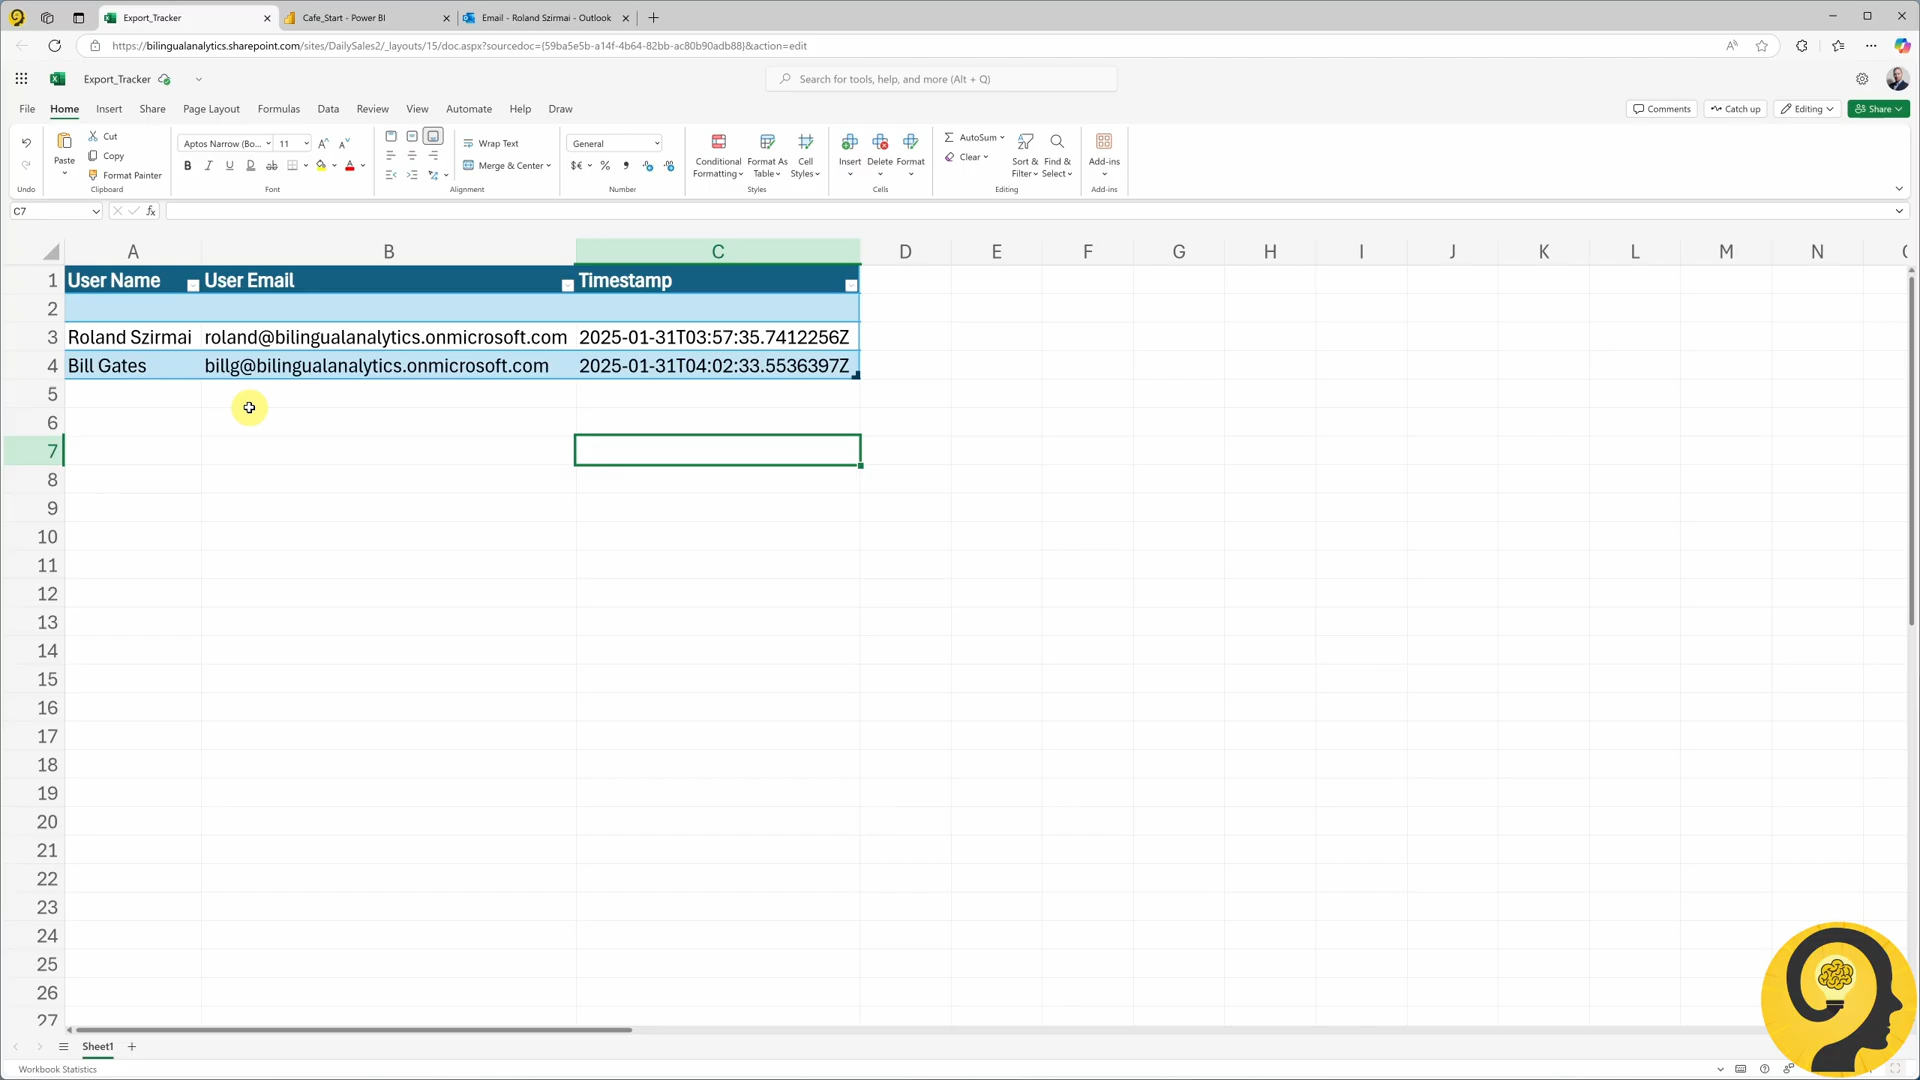 Export_Tracker
Cafe_Start - Power BI
Email - Roland Szirmai - Outlook
https://bilingualanalytics.sharepoint.com/sites/DailySales2/_layouts/15/doc.aspx?sourcedoc={59ba5e5b-a14f-4b64-82bb-ac80b90adb88}&action=edit
Export_Tracker
Search for tools, help, and more (Alt + Q)
File Home Insert Share Page Layout Formulas Data Review View Automate Help Draw
Comments Catch up Editing Share
Cut
Copy
Paste
Format Painter
Aptos Narrow (Bo... 11
Wrap Text
Merge & Center
General
Conditional Formatting
Format As Table
Cell Styles
Insert Delete Format
AutoSum
Clear
Sort & Filter
Find & Select
Add-ins
Undo Clipboard Font Alignment Number Styles Cells Editing Add-ins
C7
fx
A B C D E F G H I J K L M N
1 User Name User Email Timestamp
2
3 Roland Szirmai roland@bilingualanalytics.onmicrosoft.com 2025-01-31T03:57:35.7412256Z
4 Bill Gates billg@bilingualanalytics.onmicrosoft.com 2025-01-31T04:02:33.5536397Z
5
6
7
8
9
10
11
12
13
14
15
16
17
18
19
20
21
22
23
24
25
26
27
Sheet1
Workbook Statistics